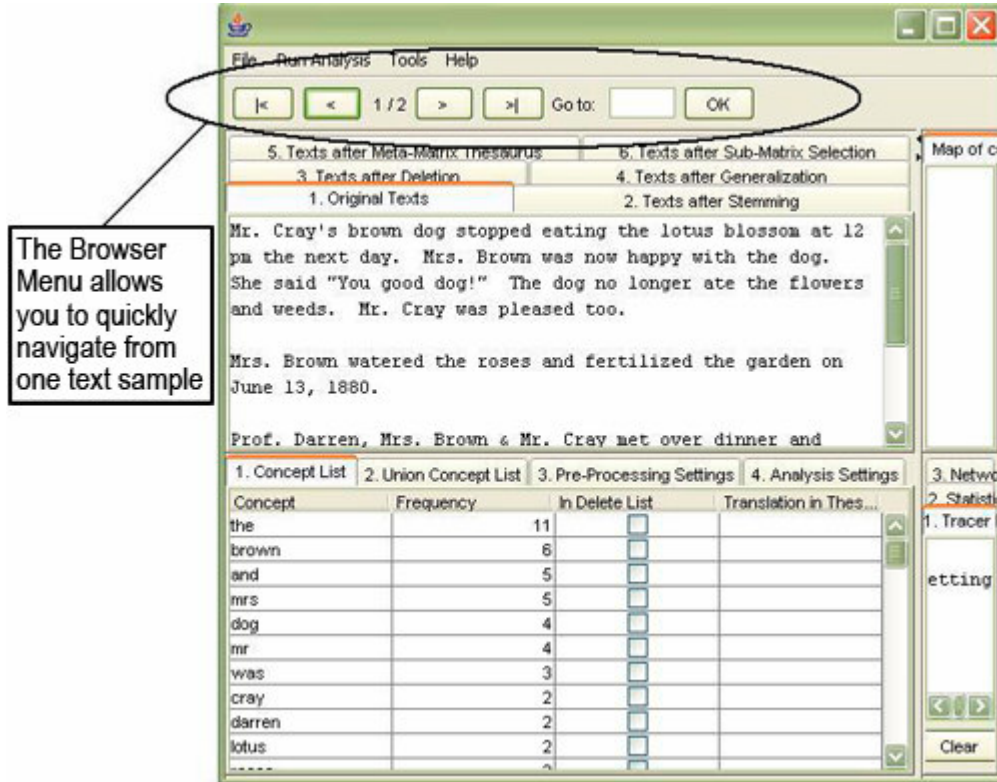 File Run Analysis Tools Help
|< < 1 / 2 > >| Go to: OK
5. Texts after Meta-Matrix Thesaurus 6. Texts after Sub-Matrix Selection
3. Texts after Deletion 4. Texts after Generalization
1. Original Texts 2. Texts after Stemming
Mr. Cray's brown dog stopped eating the lotus blossom at 12
pm the next day. Mrs. Brown was now happy with the dog.
She said "You good dog!" The dog no longer ate the flowers
and weeds. Mr. Cray was pleased too.
Mrs. Brown watered the roses and fertilized the garden on
June 13, 1880.
Prof. Darren, Mrs. Brown & Mr. Cray met over dinner and
The Browser
Menu allows
you to quickly
navigate from
one text sample
1. Concept List 2. Union Concept List 3. Pre-Processing Settings 4. Analysis Settings
Concept Frequency In Delete List Translation in Thes...
the 11
brown 6
and 5
mrs 5
dog 4
mr 4
was 3
cray 2
darren 2
lotus 2
Map of c
3. Netwo
2. Statisti
1. Tracer
etting
Clear